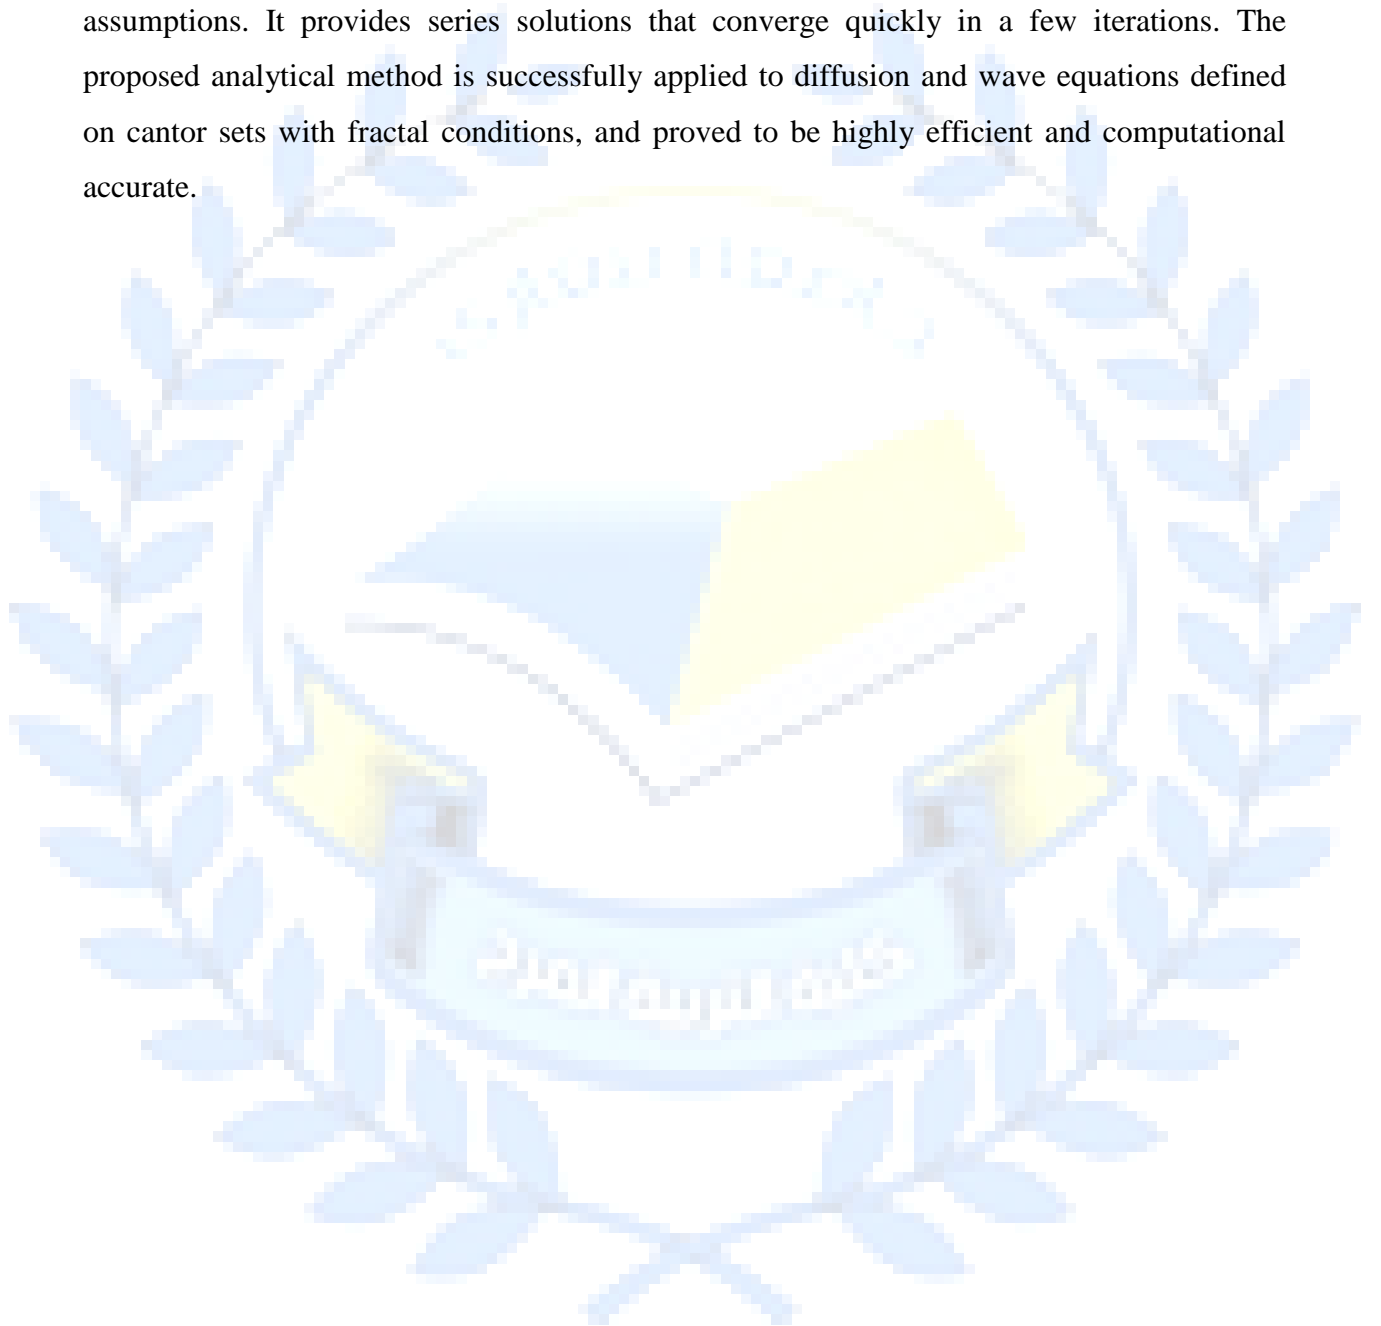 assumptions. It provides series solutions that converge quickly in a few iterations. The
proposed analytical method is successfully applied to diffusion and wave equations defined
on cantor sets with fractal conditions, and proved to be highly efficient and computational
accurate.